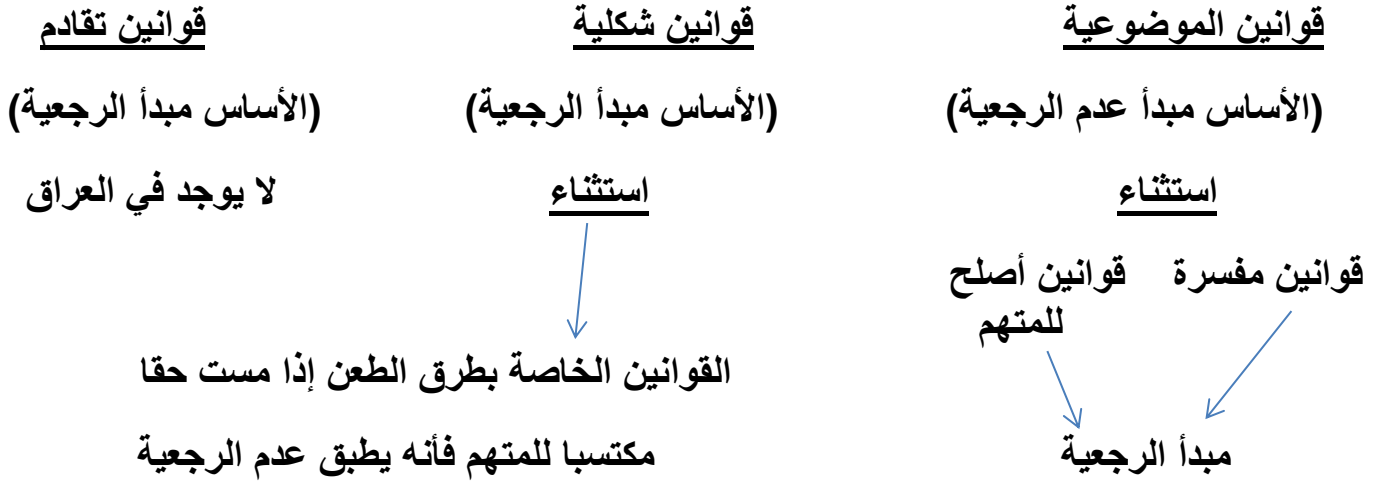 قوانين الموضوعية قوانين شكلية قوانين تقادم
(الأساس مبدأ عدم الرجعية) (الأساس مبدأ الرجعية) (الأساس مبدأ الرجعية)
استثناء استثناء لا يوجد في العراق
قوانين مفسرة قوانين أصلح
للمتهم
القوانين الخاصة بطرق الطعن إذا مست حقا
مبدأ الرجعية مكتسبا للمتهم فأنه يطبق عدم الرجعية